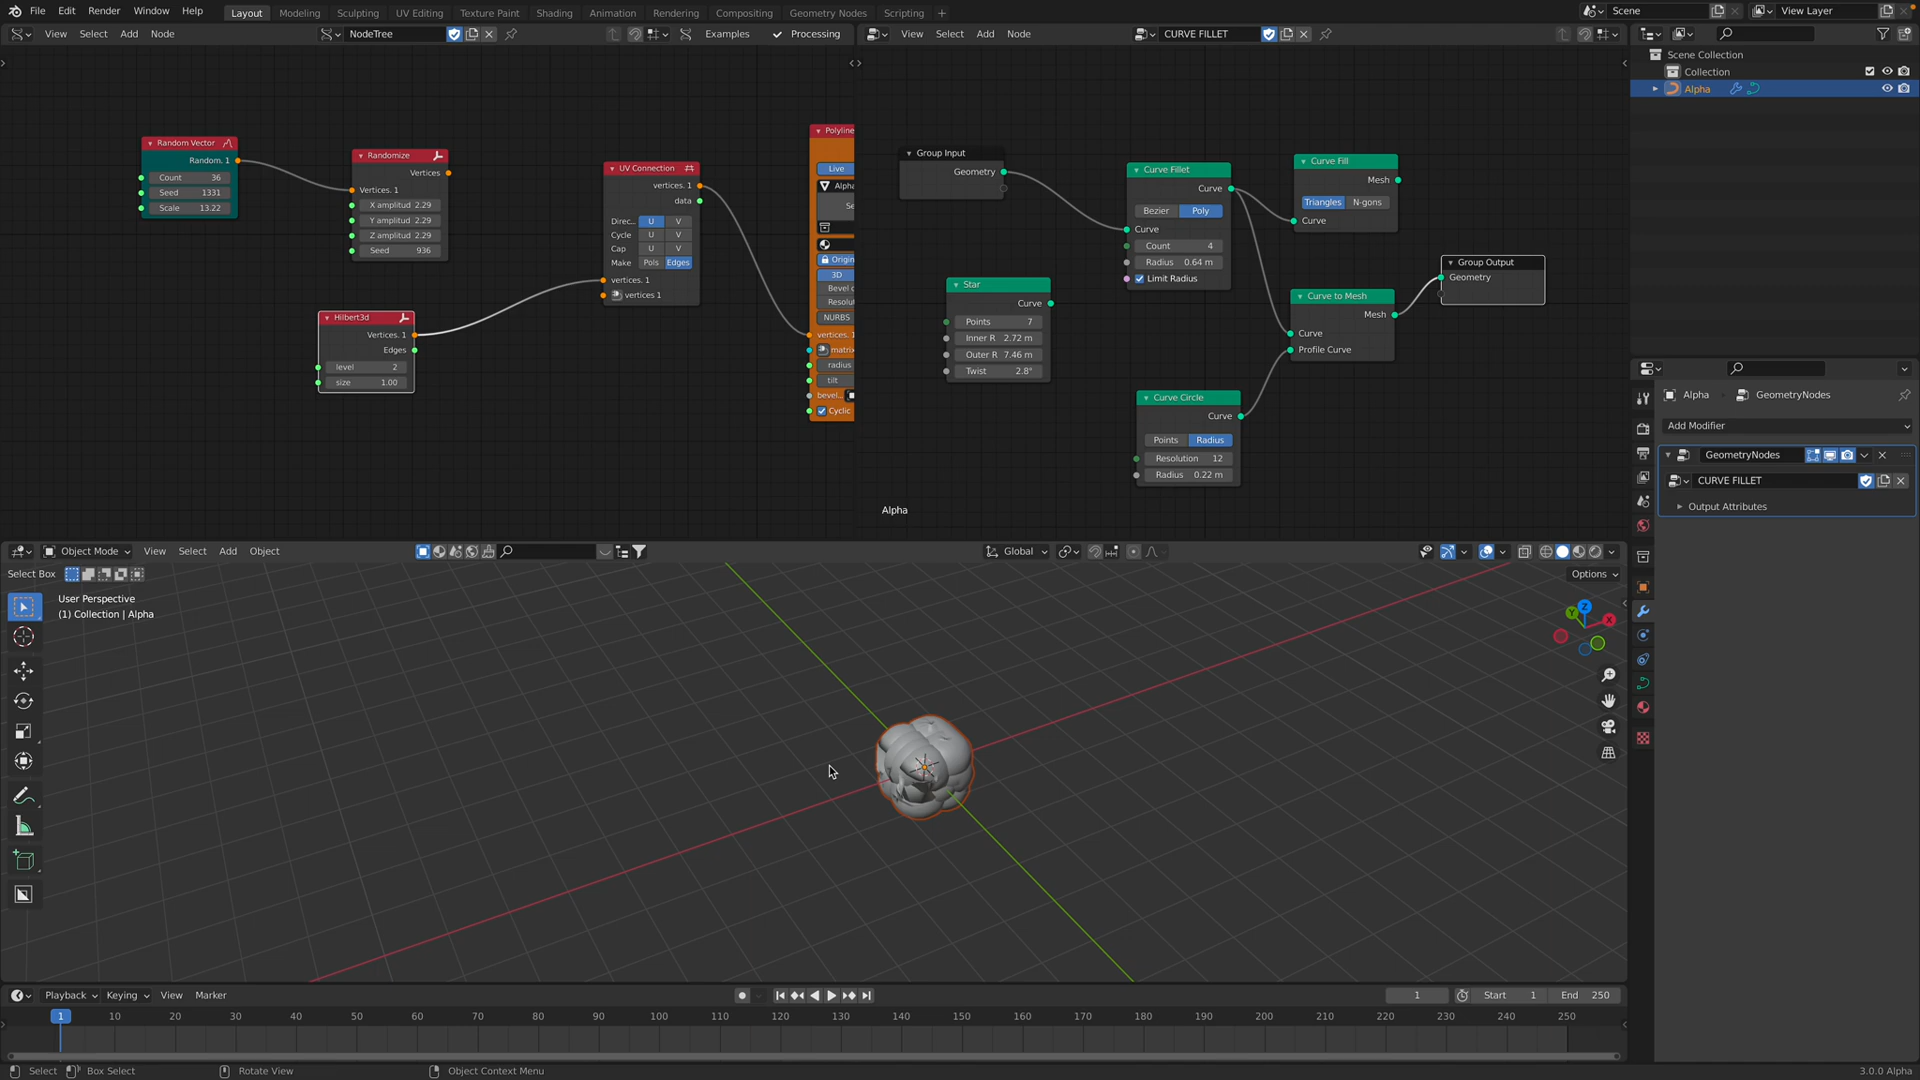 File Edit Render Window Help Layout Modeling Sculpting UV Editing Texture Paint Shading Animation Rendering Compositing Geometry Nodes Scripting + Scene View Layer
View Select Add Node NodeTree Examples Processing
View Select Add Node CURVE FILLET
Random Vector
Random. 1
Count 36
Seed 1331
Scale 13.22
Randomize
Vertices
Vertices. 1
X amplitud 2.29
Y amplitud 2.29
Z amplitud 2.29
Seed 936
Hilbert3d
Vertices. 1
Edges
level 2
size 1.00
UV Connection
vertices. 1
data
Direc.. U V
Cycle U V
Cap U V
Make Pols Edges
vertices. 1
vertices 1
Polyline
Live
Alpha
Se
Origin
3D
Bevel
Resolut
NURBS
vertices.
matrix
radius
tilt
bevel..
Cyclic
Group Input
Geometry
Star
Curve
Points 7
Inner R 2.72 m
Outer R 7.46 m
Twist 2.8°
Curve Fillet
Curve
Bezier Poly
Curve
Count 4
Radius 0.64 m
Limit Radius
Curve Circle
Curve
Points Radius
Resolution 12
Radius 0.22 m
Curve Fill
Mesh
Triangles N-gons
Curve
Curve to Mesh
Mesh
Curve
Profile Curve
Group Output
Geometry
Alpha
Scene Collection
Collection
Alpha
Alpha GeometryNodes
Add Modifier
GeometryNodes
CURVE FILLET
Output Attributes
Object Mode View Select Add Object Global
Select Box Options
User Perspective
(1) Collection | Alpha
Z
Y
X
Playback Keying View Marker 1 Start 1 End 250
1 10 20 30 40 50 60 70 80 90 100 110 120 130 140 150 160 170 180 190 200 210 220 230 240 250
Select Box Select Rotate View Object Context Menu 3.0.0 Alpha